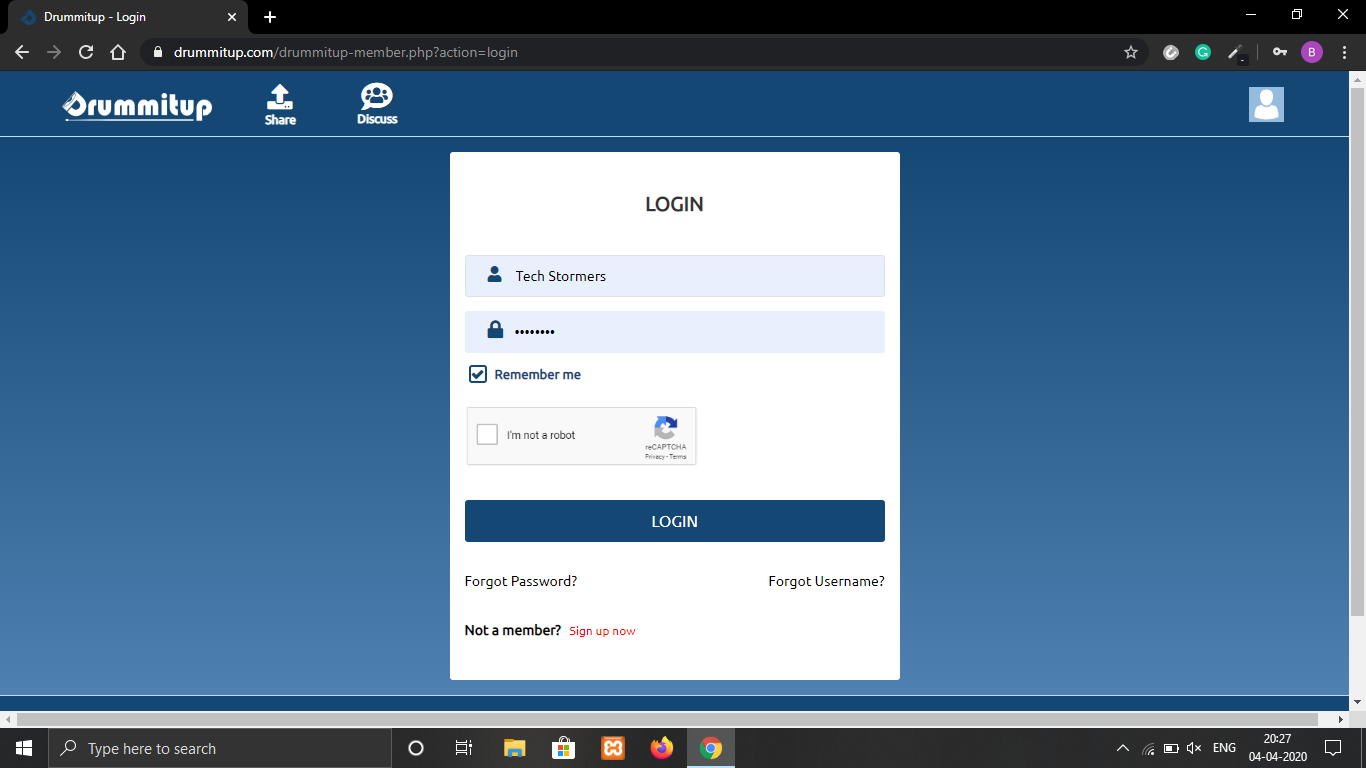 Drummitup - Login
drummitup.com/drummitup-member.php?action=login
B
Drummitup
Share
Discuss
LOGIN
Tech Stormers
••••••••
Remember me
I'm not a robot
reCAPTCHA
Privacy - Terms
LOGIN
Forgot Password? Forgot Username?
Not a member? Sign up now
Type here to search
ENG
20:27
04-04-2020